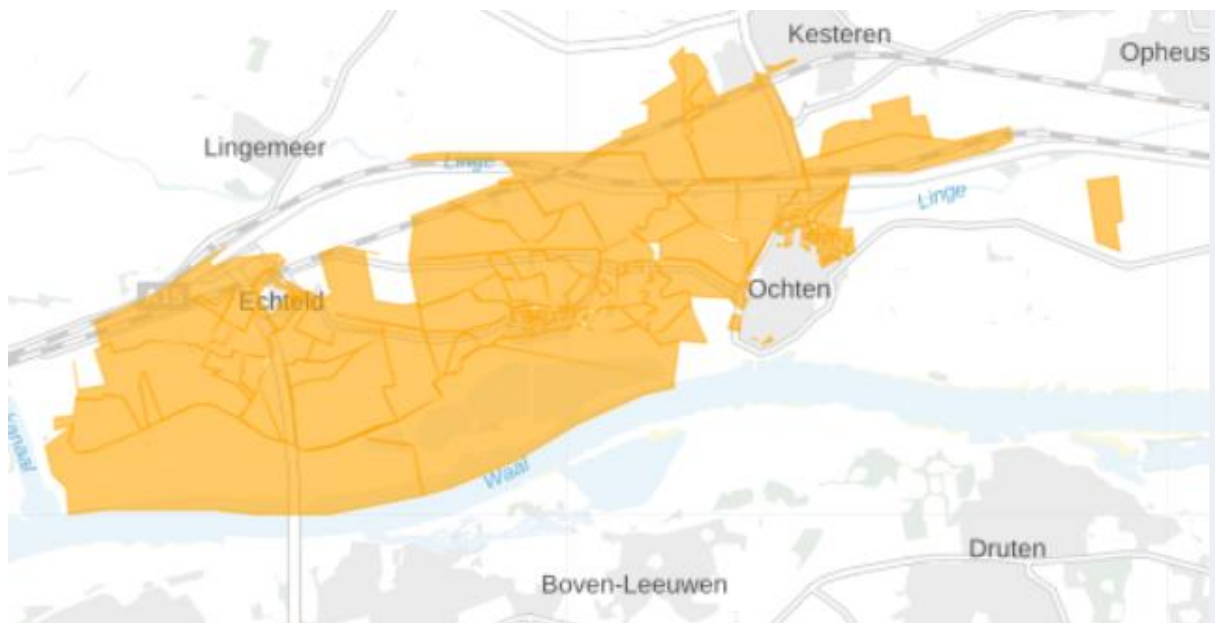 Kesteren
Opheus
Lingemeer
Linge
Linge
Echteld
Ochten
Waal
Druten
Boven-Leeuwen